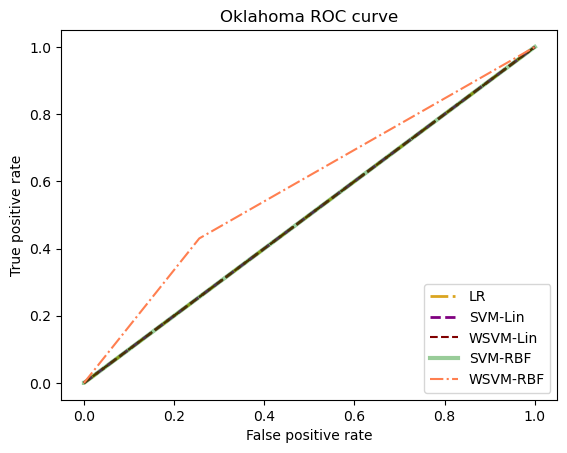 Oklahoma ROC curve
True positive rate
1.0
0.8
0.6
0.4
0.2
0.0
LR
SVM-Lin
WSVM-Lin
SVM-RBF
WSVM-RBF
0.0 0.2 0.4 0.6 0.8 1.0
False positive rate